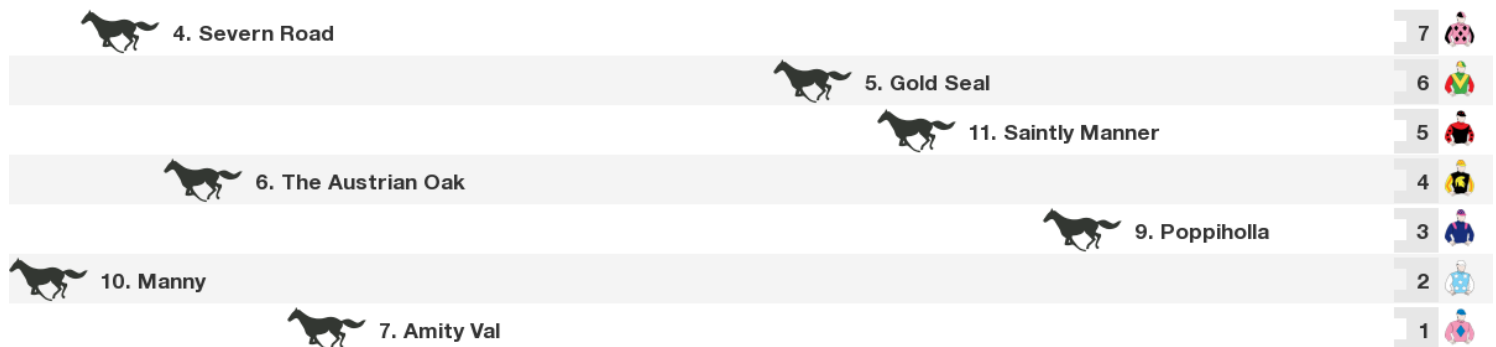 4. Severn Road 7
5. Gold Seal 6
11. Saintly Manner 5
6. The Austrian Oak 4
9. Poppiholla 3
10. Manny 2
7. Amity Val 1